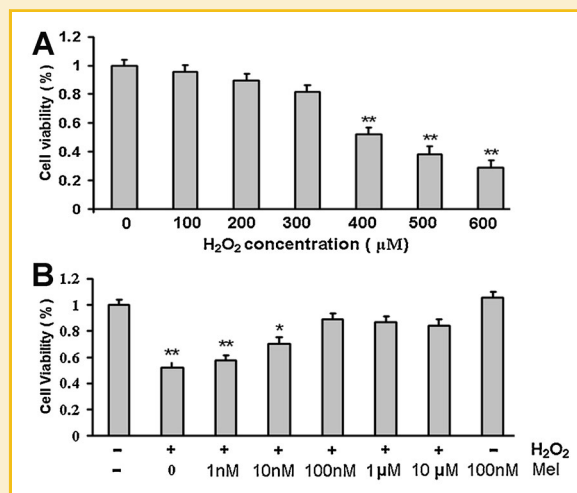 A
Cell viability (%)
1.2
1
0.8
0.6
0.4
0.2
0
** ** **
0 100 200 300 400 500 600
H₂O₂ concentration ( µM)
B
Cell Viability (%)
1.2
1
0.8
0.6
0.4
0.2
0
** ** *
- + + + + + + - H₂O₂
- 0 1nM 10nM 100nM 1µM 10 µM 100nM Mel